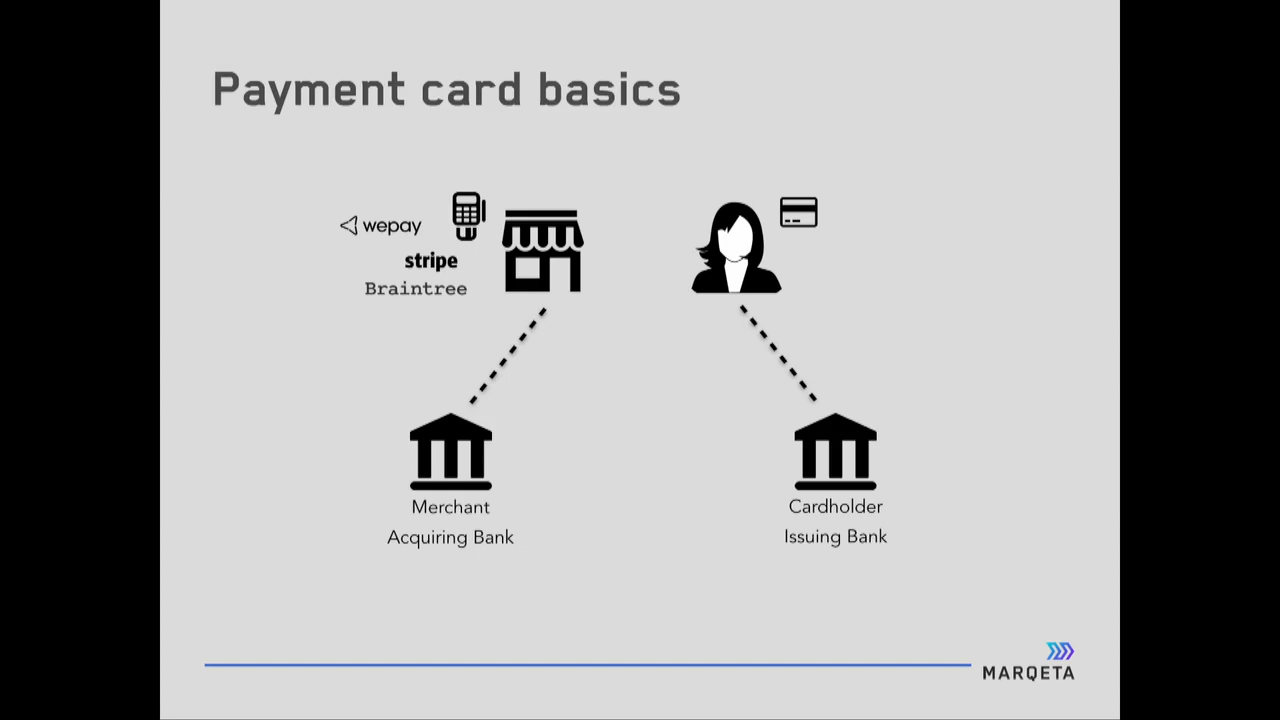 Payment card basics
wepay
stripe
Braintree
Merchant
Acquiring Bank
Cardholder
Issuing Bank
MARQETA